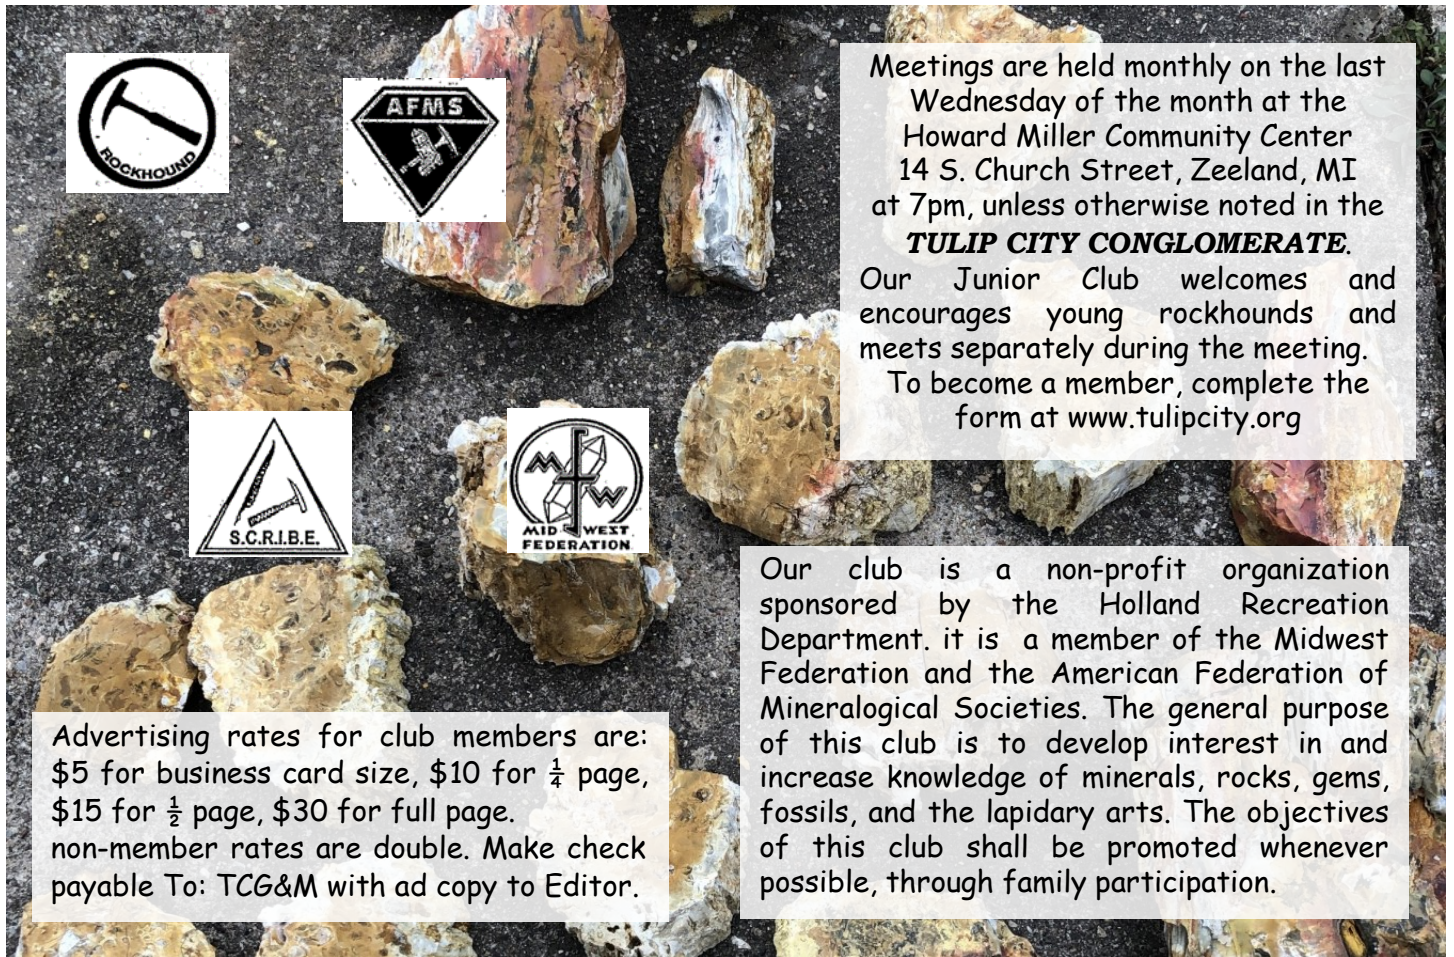 ROCKHOUND
AFMS
Meetings are held monthly on the last
Wednesday of the month at the
Howard Miller Community Center
14 S. Church Street, Zeeland, MI
at 7pm, unless otherwise noted in the
TULIP CITY CONGLOMERATE.
Our Junior Club welcomes and
encourages young rockhounds and
meets separately during the meeting.
To become a member, complete the
form at www.tulipcity.org
S.C.R.I.B.E.
M F W
MID WEST
FEDERATION
Our club is a non-profit organization
sponsored by the Holland Recreation
Department. it is a member of the Midwest
Federation and the American Federation of
Mineralogical Societies. The general purpose
of this club is to develop interest in and
increase knowledge of minerals, rocks, gems,
fossils, and the lapidary arts. The objectives
of this club shall be promoted whenever
possible, through family participation.
Advertising rates for club members are:
$5 for business card size, $10 for ¼ page,
$15 for ½ page, $30 for full page.
non-member rates are double. Make check
payable To: TCG&M with ad copy to Editor.